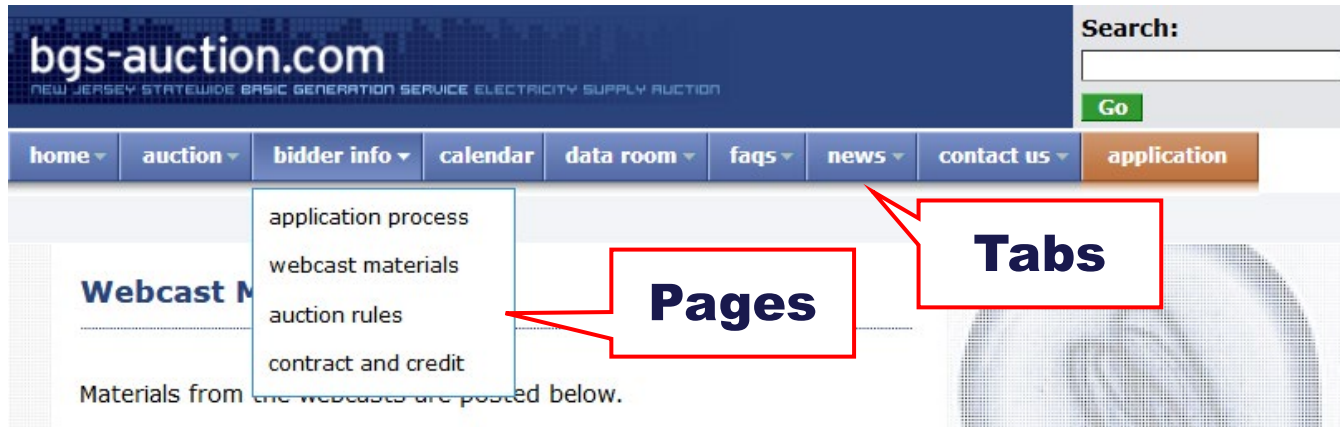 bgs-auction.com
NEW JERSEY STATEWIDE BASIC GENERATION SERVICE ELECTRICITY SUPPLY AUCTION
Search:
Go
home auction bidder info calendar data room faqs news contact us application
application process
webcast materials
auction rules
contract and credit
Tabs
Pages
Webcast M
Materials from the webcasts are posted below.